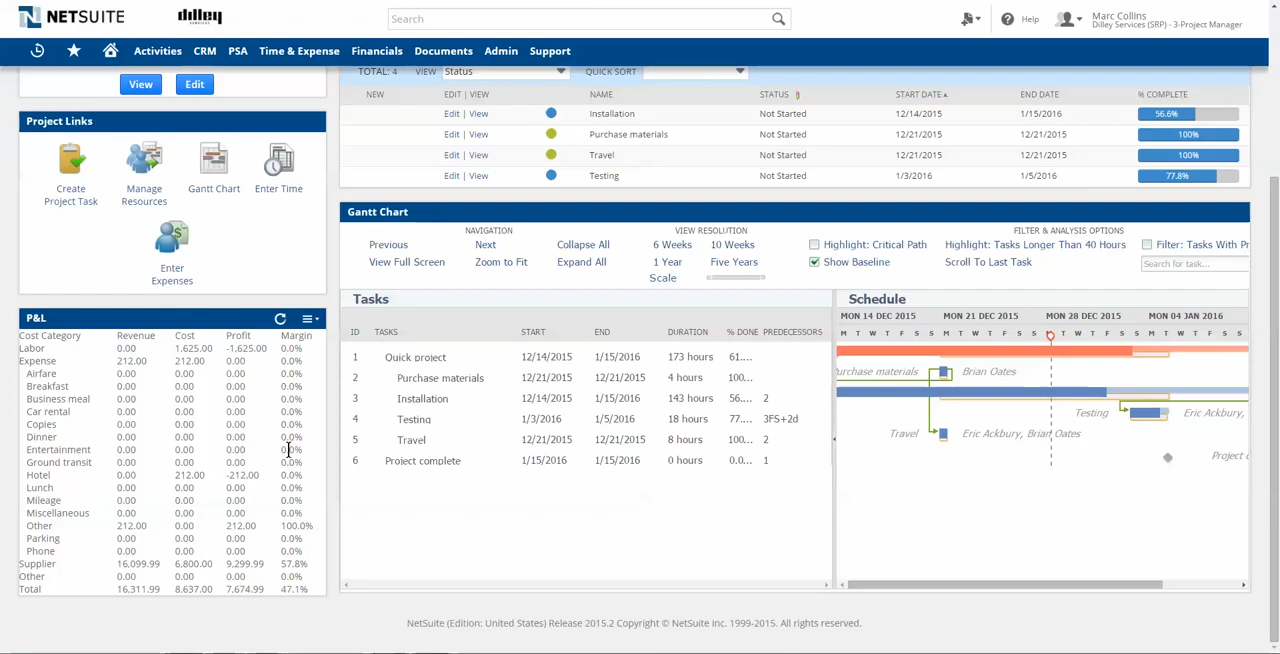 NETSUITE
dilley
SERVICES
Search
Help
Marc Collins
Dilley Services (SRP) - 3-Project Manager
Activities CRM PSA Time & Expense Financials Documents Admin Support
View Edit
TOTAL: 4 VIEW Status QUICK SORT
NEW EDIT | VIEW NAME STATUS START DATE END DATE % COMPLETE
Edit | View Installation Not Started 12/14/2015 1/15/2016 56.6%
Edit | View Purchase materials Not Started 12/21/2015 12/21/2015 100%
Edit | View Travel Not Started 12/21/2015 12/21/2015 100%
Edit | View Testing Not Started 1/3/2016 1/5/2016 77.8%
Project Links
Create Project Task
Manage Resources
Gantt Chart
Enter Time
Enter Expenses
P&L
Cost Category Revenue Cost Profit Margin
Labor 0.00 1,625.00 -1,625.00 0.0%
Expense 212.00 212.00 0.00 0.0%
Airfare 0.00 0.00 0.00 0.0%
Breakfast 0.00 0.00 0.00 0.0%
Business meal 0.00 0.00 0.00 0.0%
Car rental 0.00 0.00 0.00 0.0%
Copies 0.00 0.00 0.00 0.0%
Dinner 0.00 0.00 0.00 0.0%
Entertainment 0.00 0.00 0.00 0.0%
Ground transit 0.00 0.00 0.00 0.0%
Hotel 0.00 212.00 -212.00 0.0%
Lunch 0.00 0.00 0.00 0.0%
Mileage 0.00 0.00 0.00 0.0%
Miscellaneous 0.00 0.00 0.00 0.0%
Other 212.00 0.00 212.00 100.0%
Parking 0.00 0.00 0.00 0.0%
Phone 0.00 0.00 0.00 0.0%
Supplier 16,099.99 6,800.00 9,299.99 57.8%
Other 0.00 0.00 0.00 0.0%
Total 16,311.99 8,637.00 7,674.99 47.1%
Gantt Chart
NAVIGATION VIEW RESOLUTION FILTER & ANALYSIS OPTIONS
Previous Next Collapse All 6 Weeks 10 Weeks Highlight: Critical Path Highlight: Tasks Longer Than 40 Hours Filter: Tasks With Pr
View Full Screen Zoom to Fit Expand All 1 Year Five Years Show Baseline Scroll To Last Task Search for task...
Scale
Tasks
ID TASKS START END DURATION % DONE PREDECESSORS
1 Quick project 12/14/2015 1/15/2016 173 hours 61....
2 Purchase materials 12/21/2015 12/21/2015 4 hours 100...
3 Installation 12/14/2015 1/15/2016 143 hours 56.... 2
4 Testing 1/3/2016 1/5/2016 18 hours 77.... 3FS+2d
5 Travel 12/21/2015 12/21/2015 8 hours 100... 2
6 Project complete 1/15/2016 1/15/2016 0 hours 0.0... 1
Schedule
MON 14 DEC 2015 MON 21 DEC 2015 MON 28 DEC 2015 MON 04 JAN 2016
M T W T F S S M T W T F S S M T W T F S S M T W T F S S
urchase materials Brian Oates
Testing Eric Ackbury,
Travel Eric Ackbury, Brian Oates
Project c
NetSuite (Edition: United States) Release 2015.2 Copyright © NetSuite Inc. 1999-2015. All rights reserved.